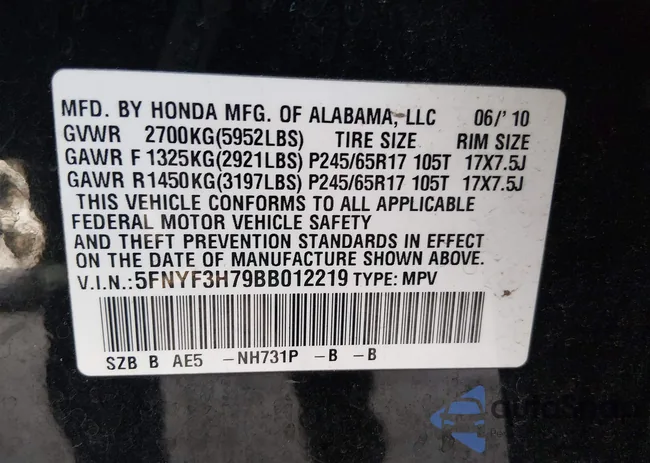 MFD. BY HONDA MFG. OF ALABAMA, LLC 06/'10
GVWR 2700KG(5952LBS) TIRE SIZE RIM SIZE
GAWR F 1325KG(2921LBS) P245/65R17 105T 17X7.5J
GAWR R1450KG(3197LBS) P245/65R17 105T 17X7.5J
THIS VEHICLE CONFORMS TO ALL APPLICABLE
FEDERAL MOTOR VEHICLE SAFETY
AND THEFT PREVENTION STANDARDS IN EFFECT
ON THE DATE OF MANUFACTURE SHOWN ABOVE.
V.I.N.:5FNYF3H79BB012219 TYPE: MPV
SZB B AE5 -NH731P -B -B